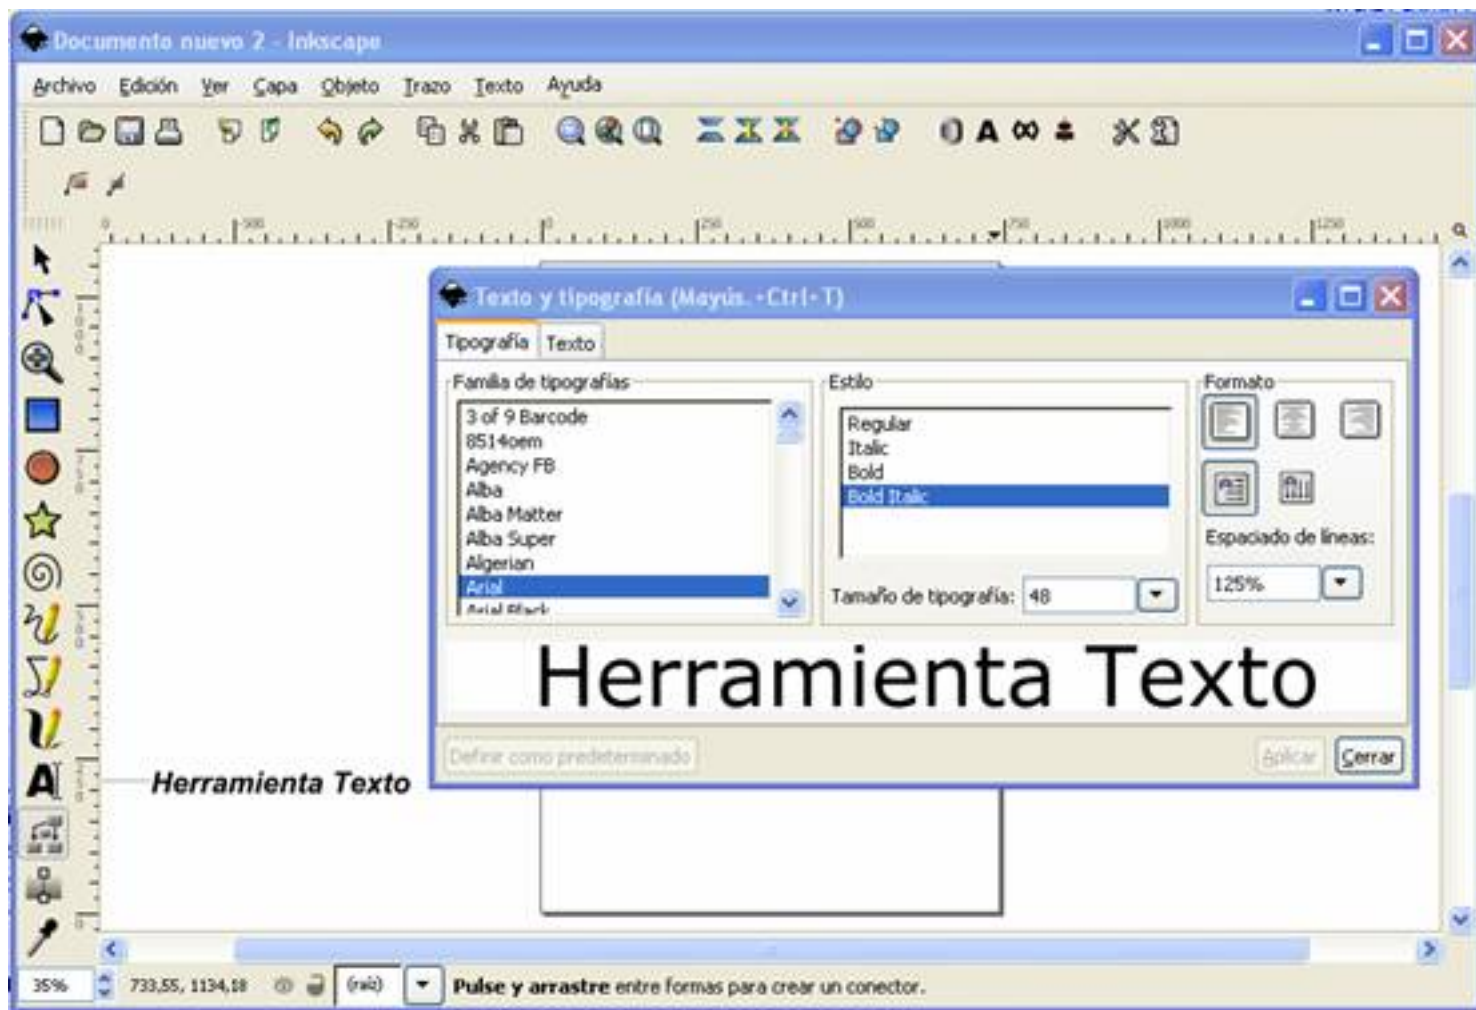 Documento nuevo 2 - Inkscape
Archivo Edición Ver Capa Objeto Trazo Texto Ayuda
Texto y tipografía (Mayús.+Ctrl+T)
Tipografía Texto
Familia de tipografías
3 of 9 Barcode
8514oem
Agency FB
Alba
Alba Matter
Alba Super
Algerian
Arial
Arial Black
Estilo
Regular
Italic
Bold
Bold Italic
Tamaño de tipografía: 48
Formato
Espaciado de líneas:
125%
Herramienta Texto
Definir como predeterminado
Aplicar Cerrar
Herramienta Texto
35% 733,55, 1134,18 (raíz) Pulse y arrastre entre formas para crear un conector.